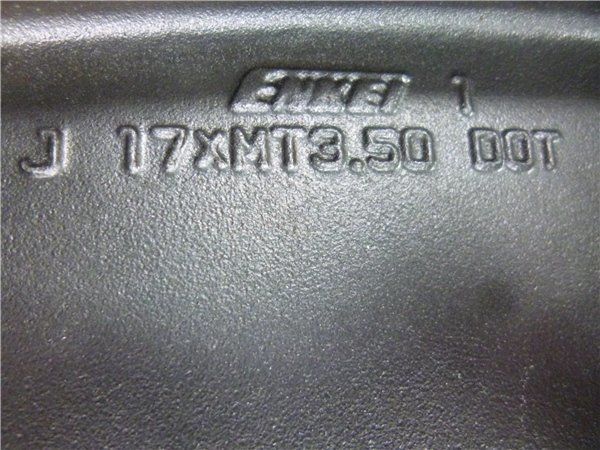 ENKEI 1
J 17XMT3.50 DOT